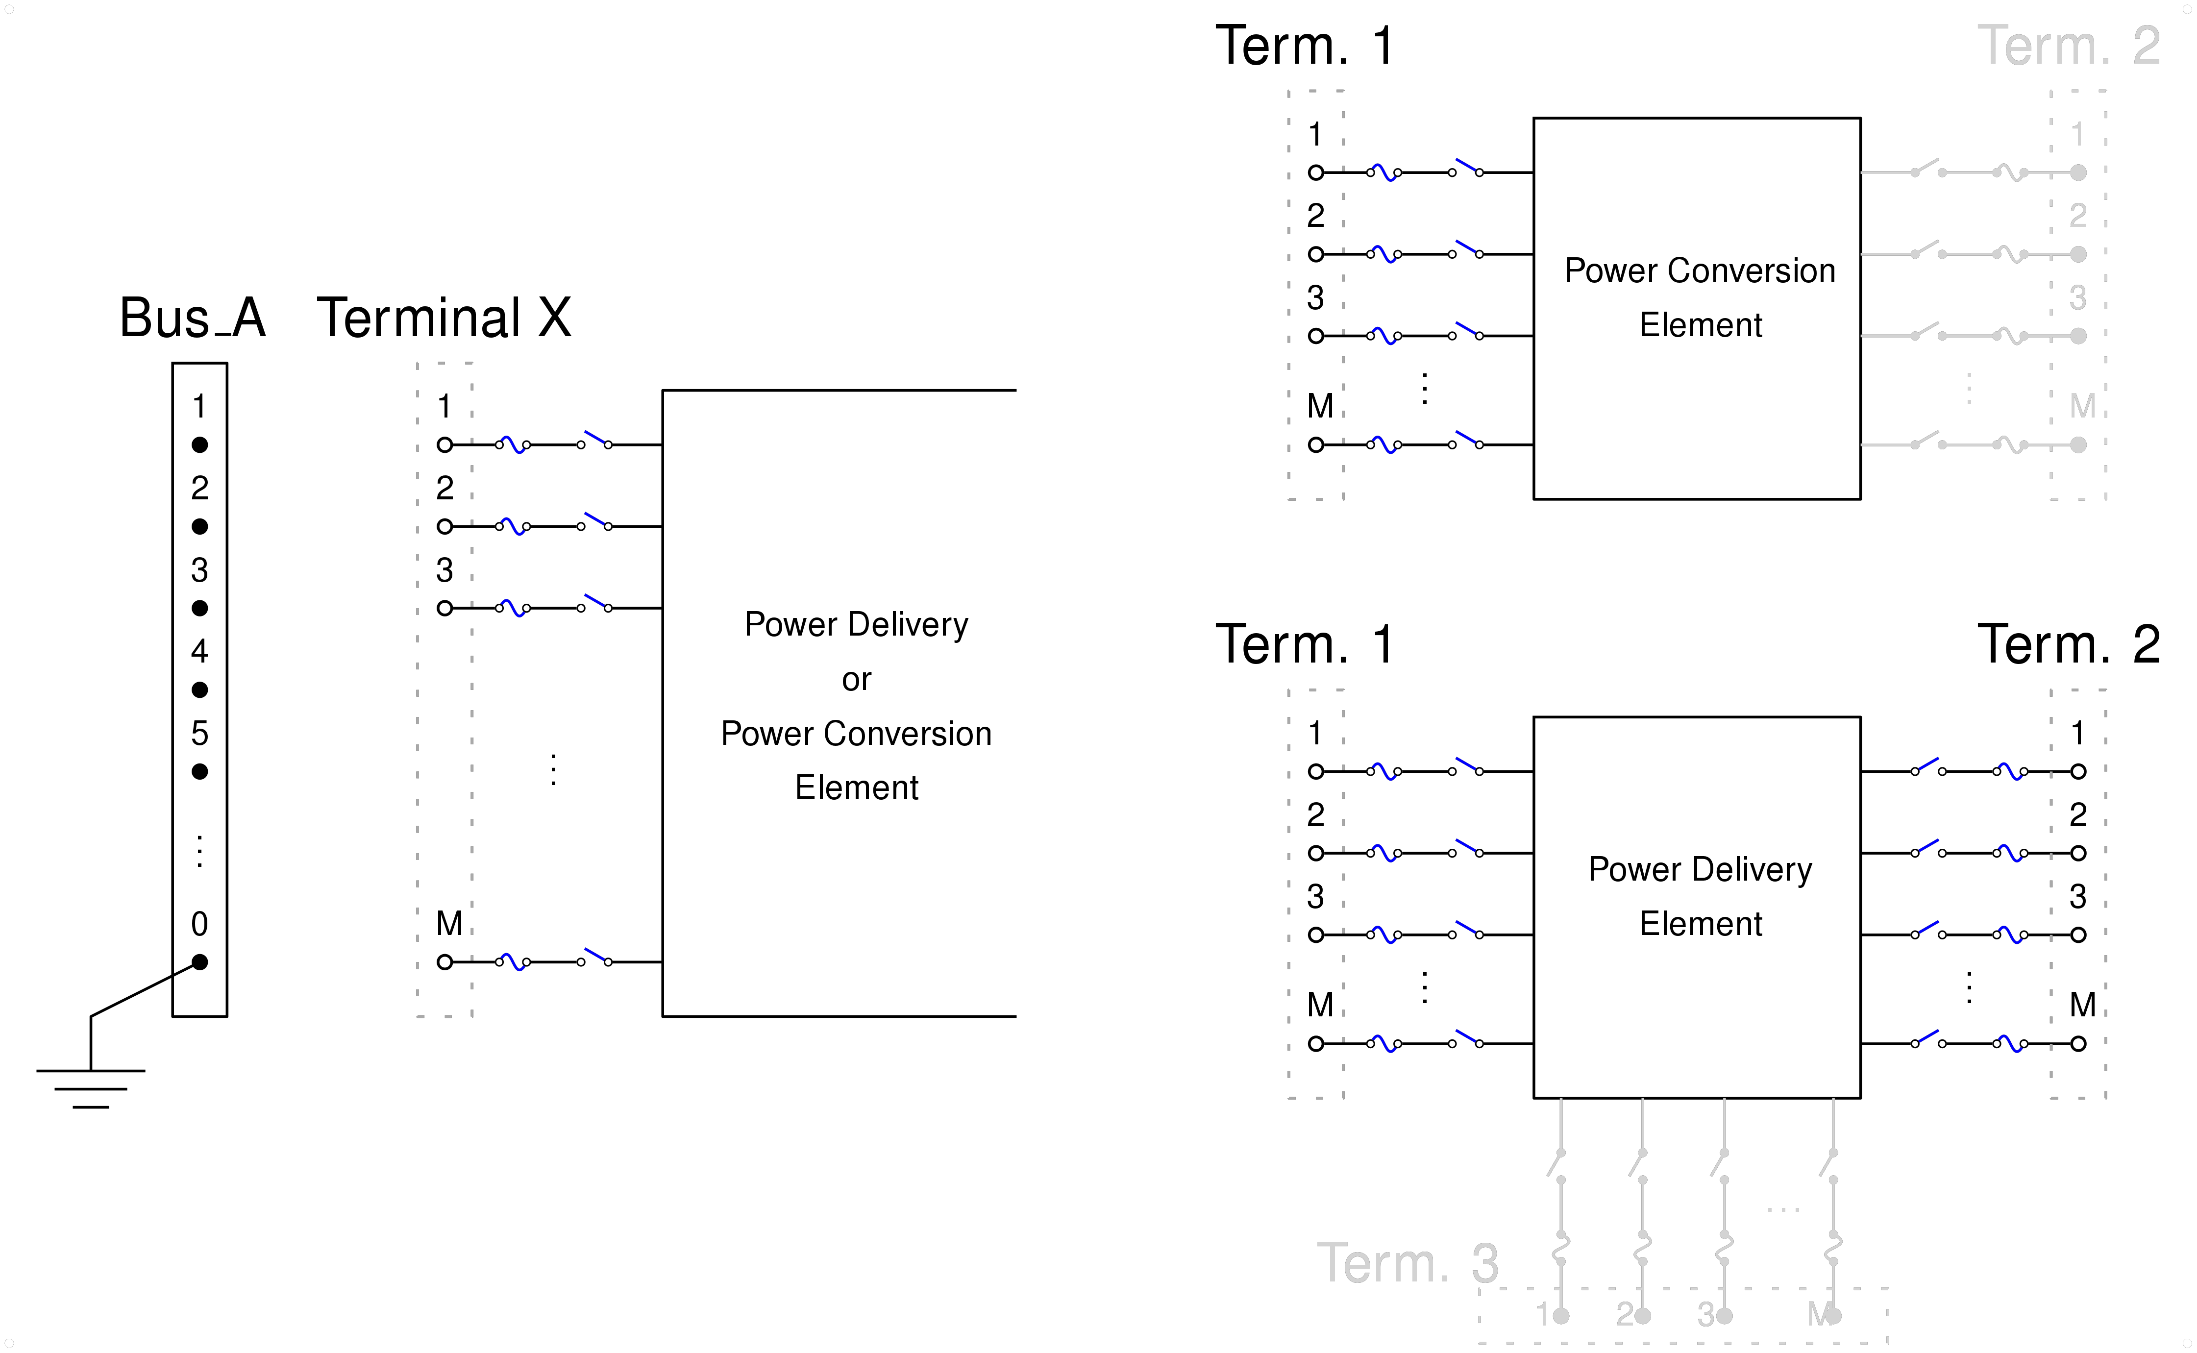 Bus_A
1
2
3
4
5
⋮
0
Terminal X
1
2
3
⋮
M
Power Delivery
or
Power Conversion
Element
Term. 1
1
2
3
⋮
M
Power Conversion
Element
Term. 2
1
2
3
⋮
M
Term. 1
1
2
3
⋮
M
Power Delivery
Element
Term. 2
1
2
3
⋮
M
Term. 3
1 2 3 ... M